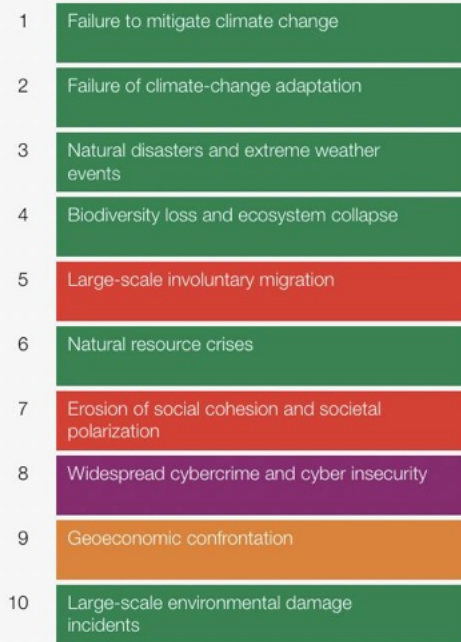 1 Failure to mitigate climate change
2 Failure of climate-change adaptation
3 Natural disasters and extreme weather
events
4 Biodiversity loss and ecosystem collapse
5 Large-scale involuntary migration
6 Natural resource crises
7 Erosion of social cohesion and societal
polarization
8 Widespread cybercrime and cyber insecurity
9 Geoeconomic confrontation
10 Large-scale environmental damage
incidents